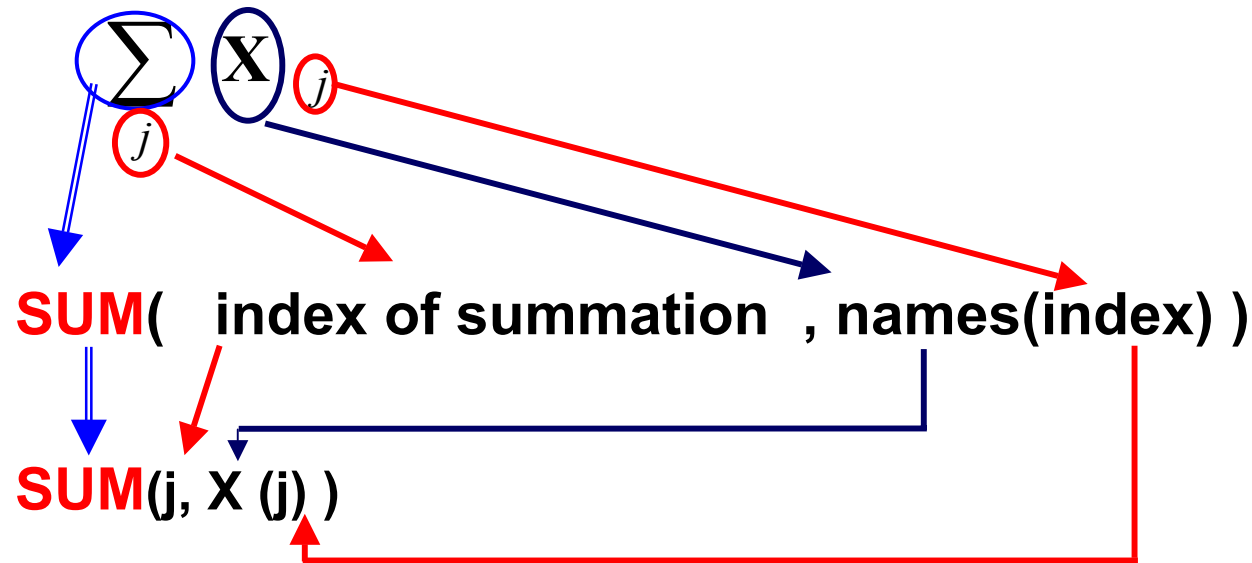 ∑ X j
j
SUM( index of summation , names(index) )
SUM(j, X (j) )